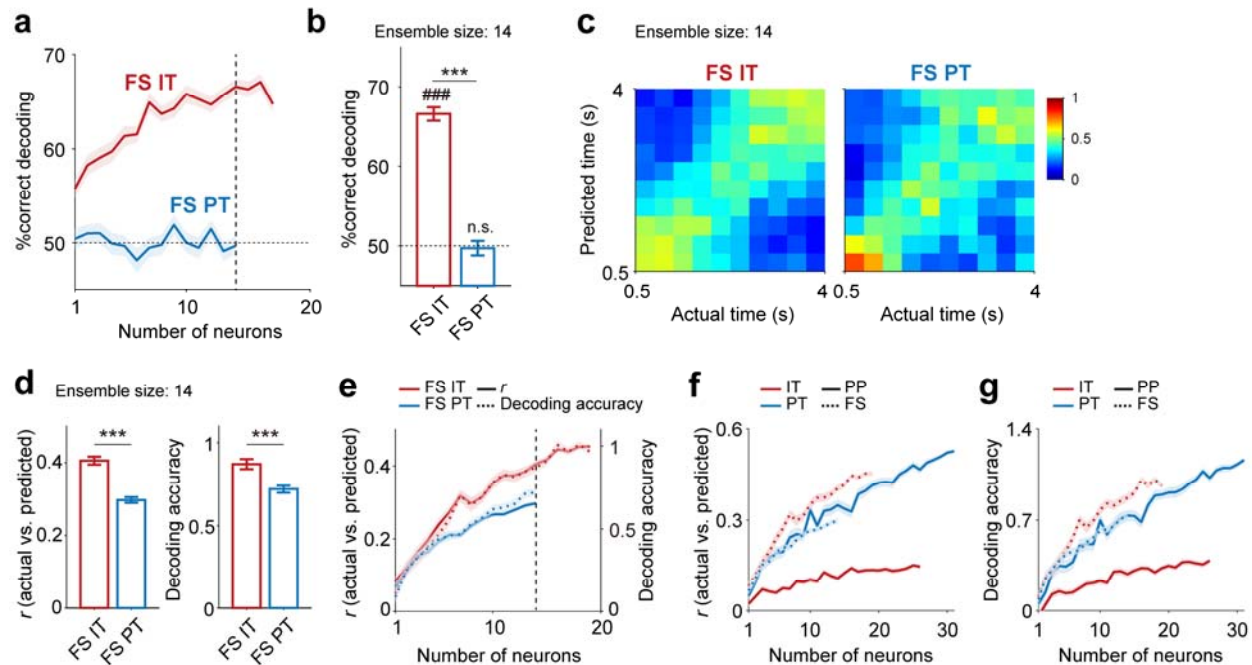 a
70
60
50
%correct decoding
FS IT
FS PT
1
10
20
Number of neurons
b
Ensemble size: 14
70
60
50
%correct decoding
***
###
n.s.
FS IT
FS PT
c
Ensemble size: 14
FS IT
FS PT
4
Predicted time (s)
0.5
0.5
4
Actual time (s)
0.5
4
Actual time (s)
1
0.5
0
d
Ensemble size: 14
r (actual vs. predicted)
0.4
0.2
0
***
FS IT
FS PT
Decoding accuracy
1
0.5
0
***
FS IT
FS PT
e
FS IT
r
FS PT
Decoding accuracy
r (actual vs. predicted)
0.4
0.2
0
1
0.5
0
Decoding accuracy
1
10
20
Number of neurons
f
IT
PP
PT
FS
r (actual vs. predicted)
0.6
0.3
0
1
10
20
30
Number of neurons
g
IT
PP
PT
FS
Decoding accuracy
1.4
0.7
0
1
10
20
30
Number of neurons